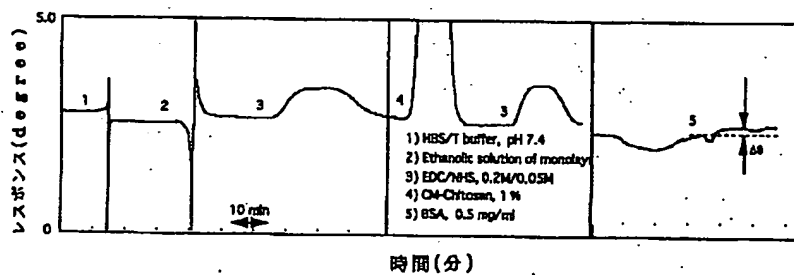 5.0
レスポンス(degree)
0
1
2
3
4
3
5
Δθ
10 min
1) HBS/T buffer, pH 7.4
2) Ethanolic solution of monolay
3) EDC/NHS, 0.2M/0.05M
4) CM-Chitosan, 1 %
5) BSA, 0.5 mg/ml
時間(分)